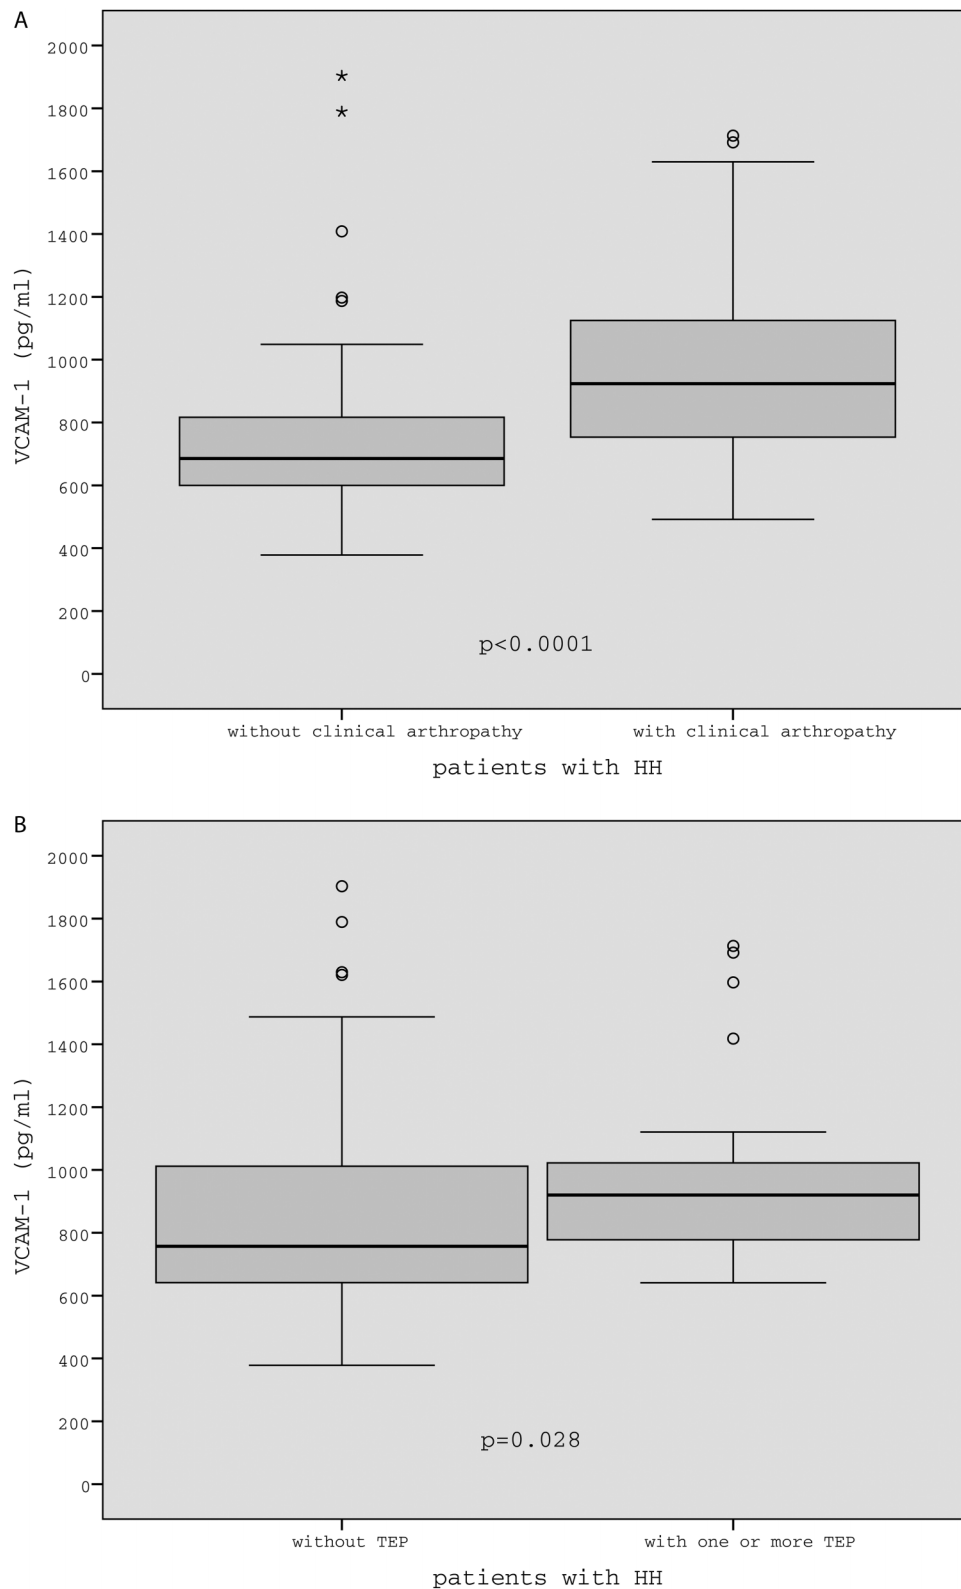 A
2000
1800
1600
1400
1200
1000
800
600
400
200
0
VCAM-1 (pg/ml)
p<0.0001
without clinical arthropathy
with clinical arthropathy
patients with HH
B
2000
1800
1600
1400
1200
1000
800
600
400
200
0
VCAM-1 (pg/ml)
p=0.028
without TEP
with one or more TEP
patients with HH